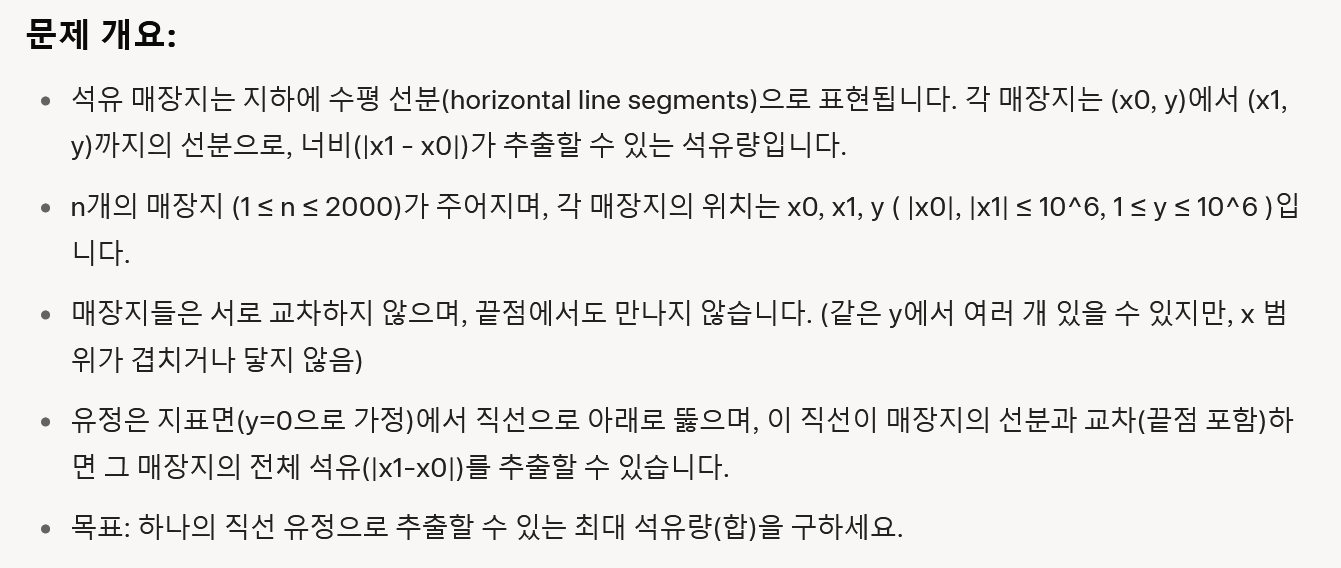 문제 개요:
• 석유 매장지는 지하에 수평 선분(horizontal line segments)으로 표현됩니다. 각 매장지는 (x0, y)에서 (x1,
y)까지의 선분으로, 너비(|x1 - x0|)가 추출할 수 있는 석유량입니다.
• n개의 매장지 (1 ≤ n ≤ 2000)가 주어지며, 각 매장지의 위치는 x0, x1, y ( |x0|, |x1| ≤ 10^6, 1 ≤ y ≤ 10^6 )입
니다.
• 매장지들은 서로 교차하지 않으며, 끝점에서도 만나지 않습니다. (같은 y에서 여러 개 있을 수 있지만, x 범
위가 겹치거나 닿지 않음)
• 유정은 지표면(y=0으로 가정)에서 직선으로 아래로 뚫으며, 이 직선이 매장지의 선분과 교차(끝점 포함)하
면 그 매장지의 전체 석유(|x1-x0|)를 추출할 수 있습니다.
• 목표: 하나의 직선 유정으로 추출할 수 있는 최대 석유량(합)을 구하세요.